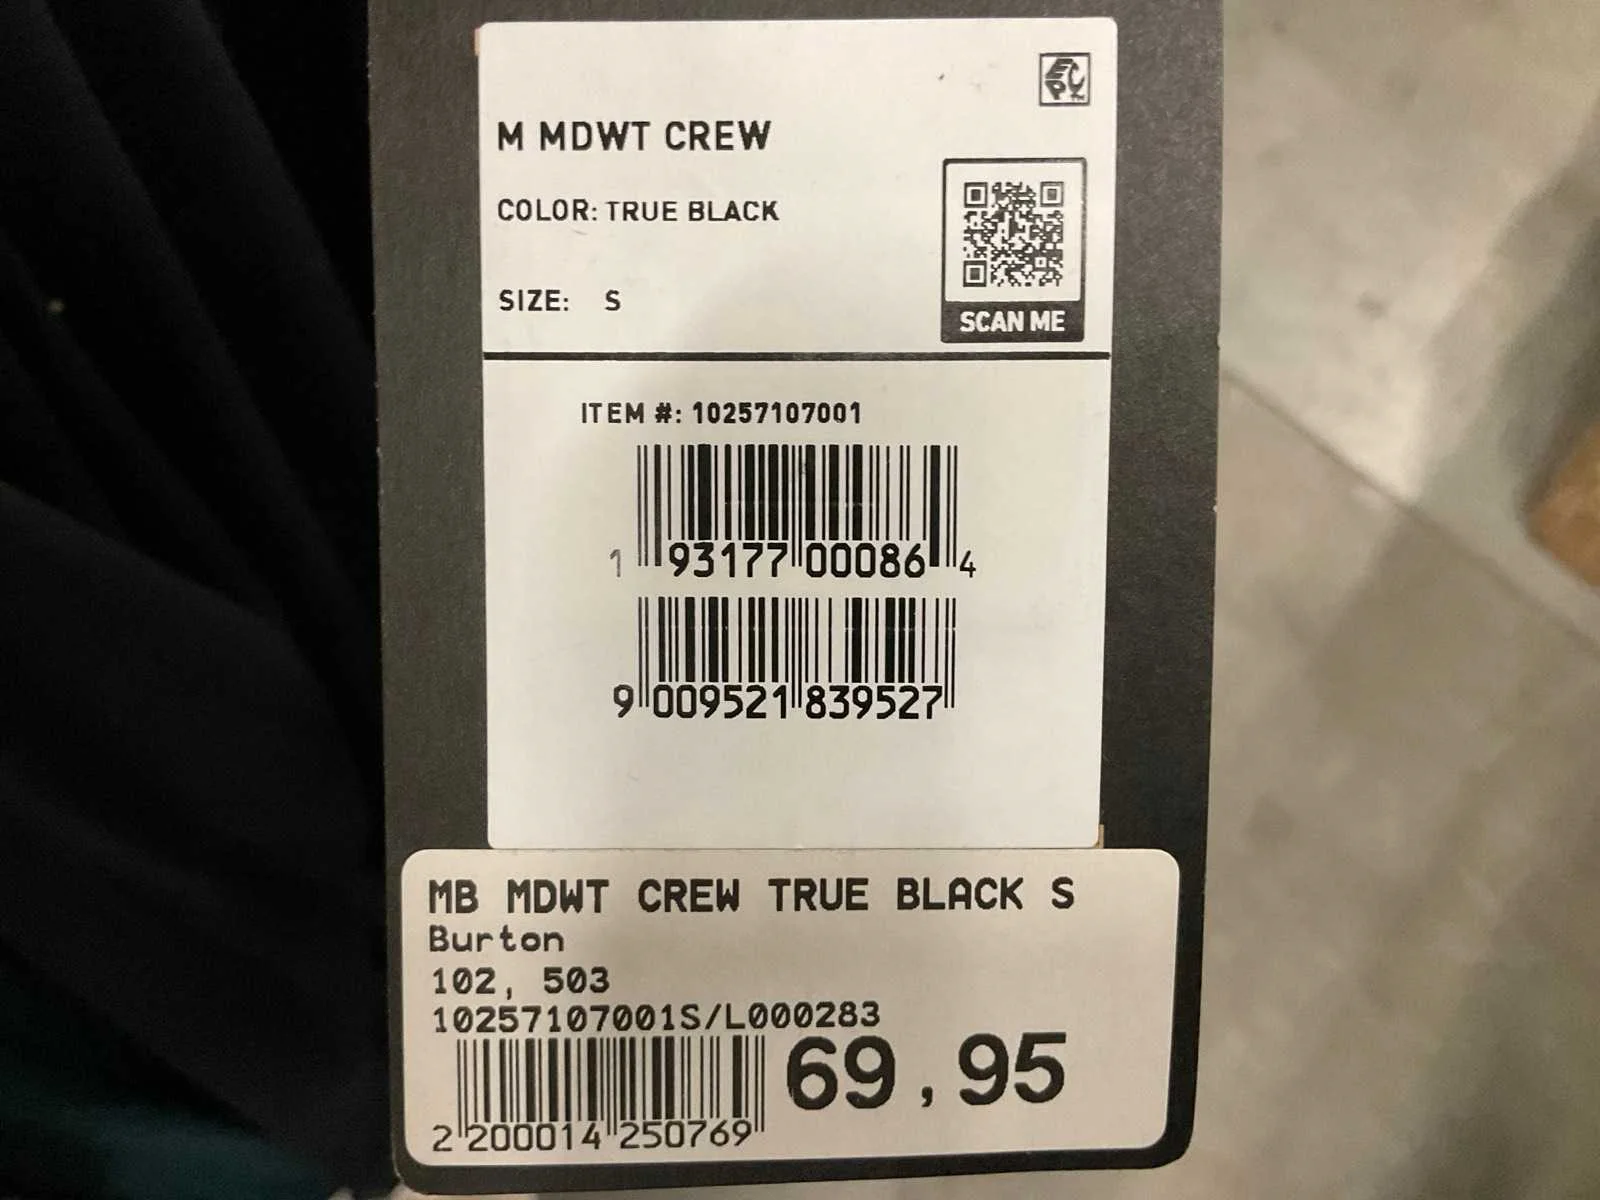 EPC™
M MDWT CREW
COLOR: TRUE BLACK
SIZE: S
SCAN ME
ITEM #: 10257107001
1 93177 00086 4
9 009521 839527
MB MDWT CREW TRUE BLACK S
Burton
102, 503
10257107001S/L000283
69,95
2 200014 250769